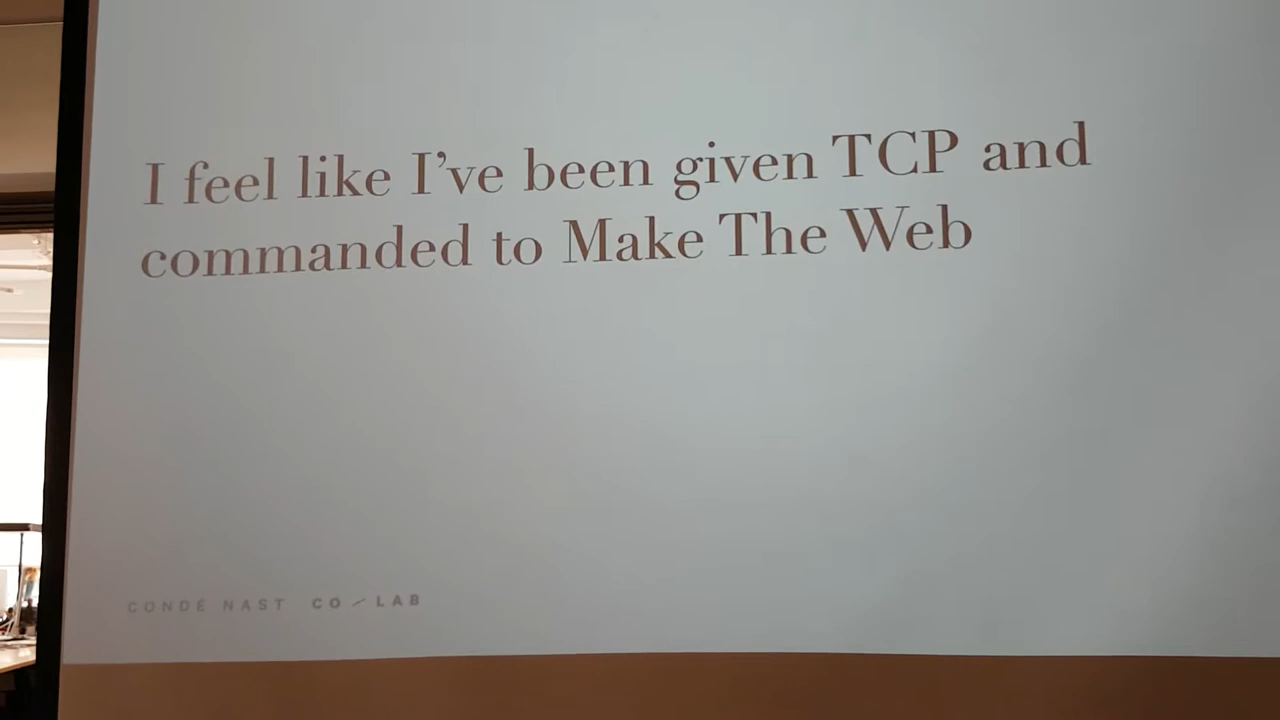 I feel like I’ve been given TCP and
commanded to Make The Web
CONDÉ NAST CO/LAB